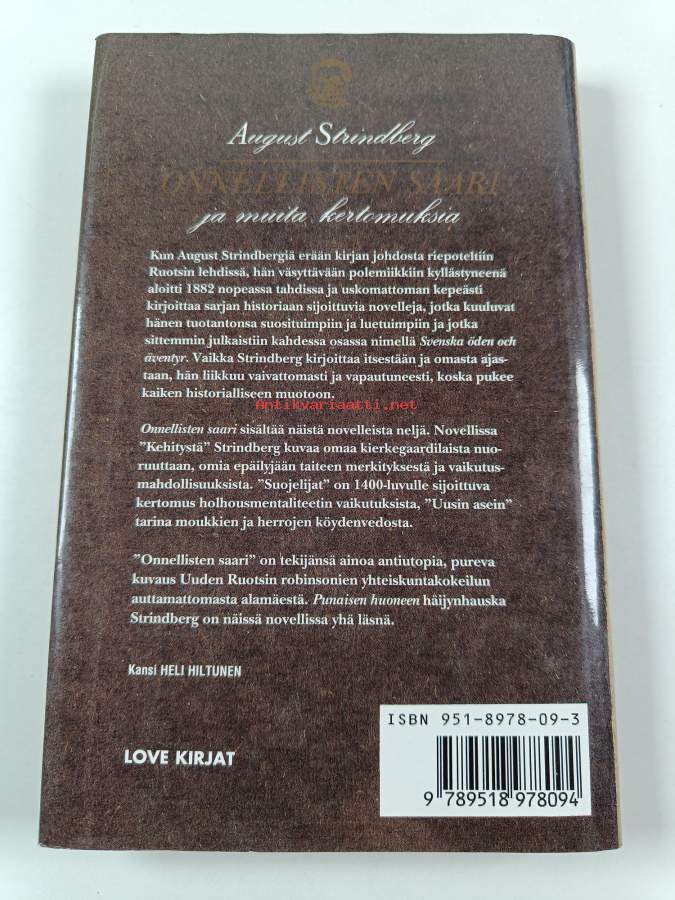 August Strindberg
ONNELLISTEN SAARI
ja muita kertomuksia
Kun August Strindbergiä erään kirjan johdosta riepoteltiin
Ruotsin lehdissä, hän väsyttävään polemiikkiin kyllästyneenä
aloitti 1882 nopeassa tahdissa ja uskomattoman kepeästi
kirjoittaa sarjan historiaan sijoittuvia novelleja, jotka kuuluvat
hänen tuotantonsa suosituimpiin ja luetuimpiin ja jotka
sittemmin julkaistiin kahdessa osassa nimellä Svenska öden och
äventyr. Vaikka Strindberg kirjoittaa itsestään ja omasta ajas-
taan, hän liikkuu vaivattomasti ja vapautuneesti, koska pukee
kaiken historialliseen muotoon.
Antikvariaatti.net
Onnellisten saari sisältää näistä novelleista neljä. Novellissa
"Kehitystä" Strindberg kuvaa omaa kierkegaardilaista nuo-
ruuttaan, omia epäilyjään taiteen merkityksestä ja vaikutus-
mahdollisuuksista. "Suojelijat" on 1400-luvulle sijoittuva
kertomus holhousmentaliteetin vaikutuksista, "Uusin asein"
tarina moukkien ja herrojen köydenvedosta.
"Onnellisten saari" on tekijänsä ainoa antiutopia, pureva
kuvaus Uuden Ruotsin robinsonien yhteiskuntakokeilun
auttamattomasta alamäestä. Punaisen huoneen häijynhauska
Strindberg on näissä novellissa yhä läsnä.
Kansi HELI HILTUNEN
ISBN 951-8978-09-3
LOVE KIRJAT
9 789518 978094